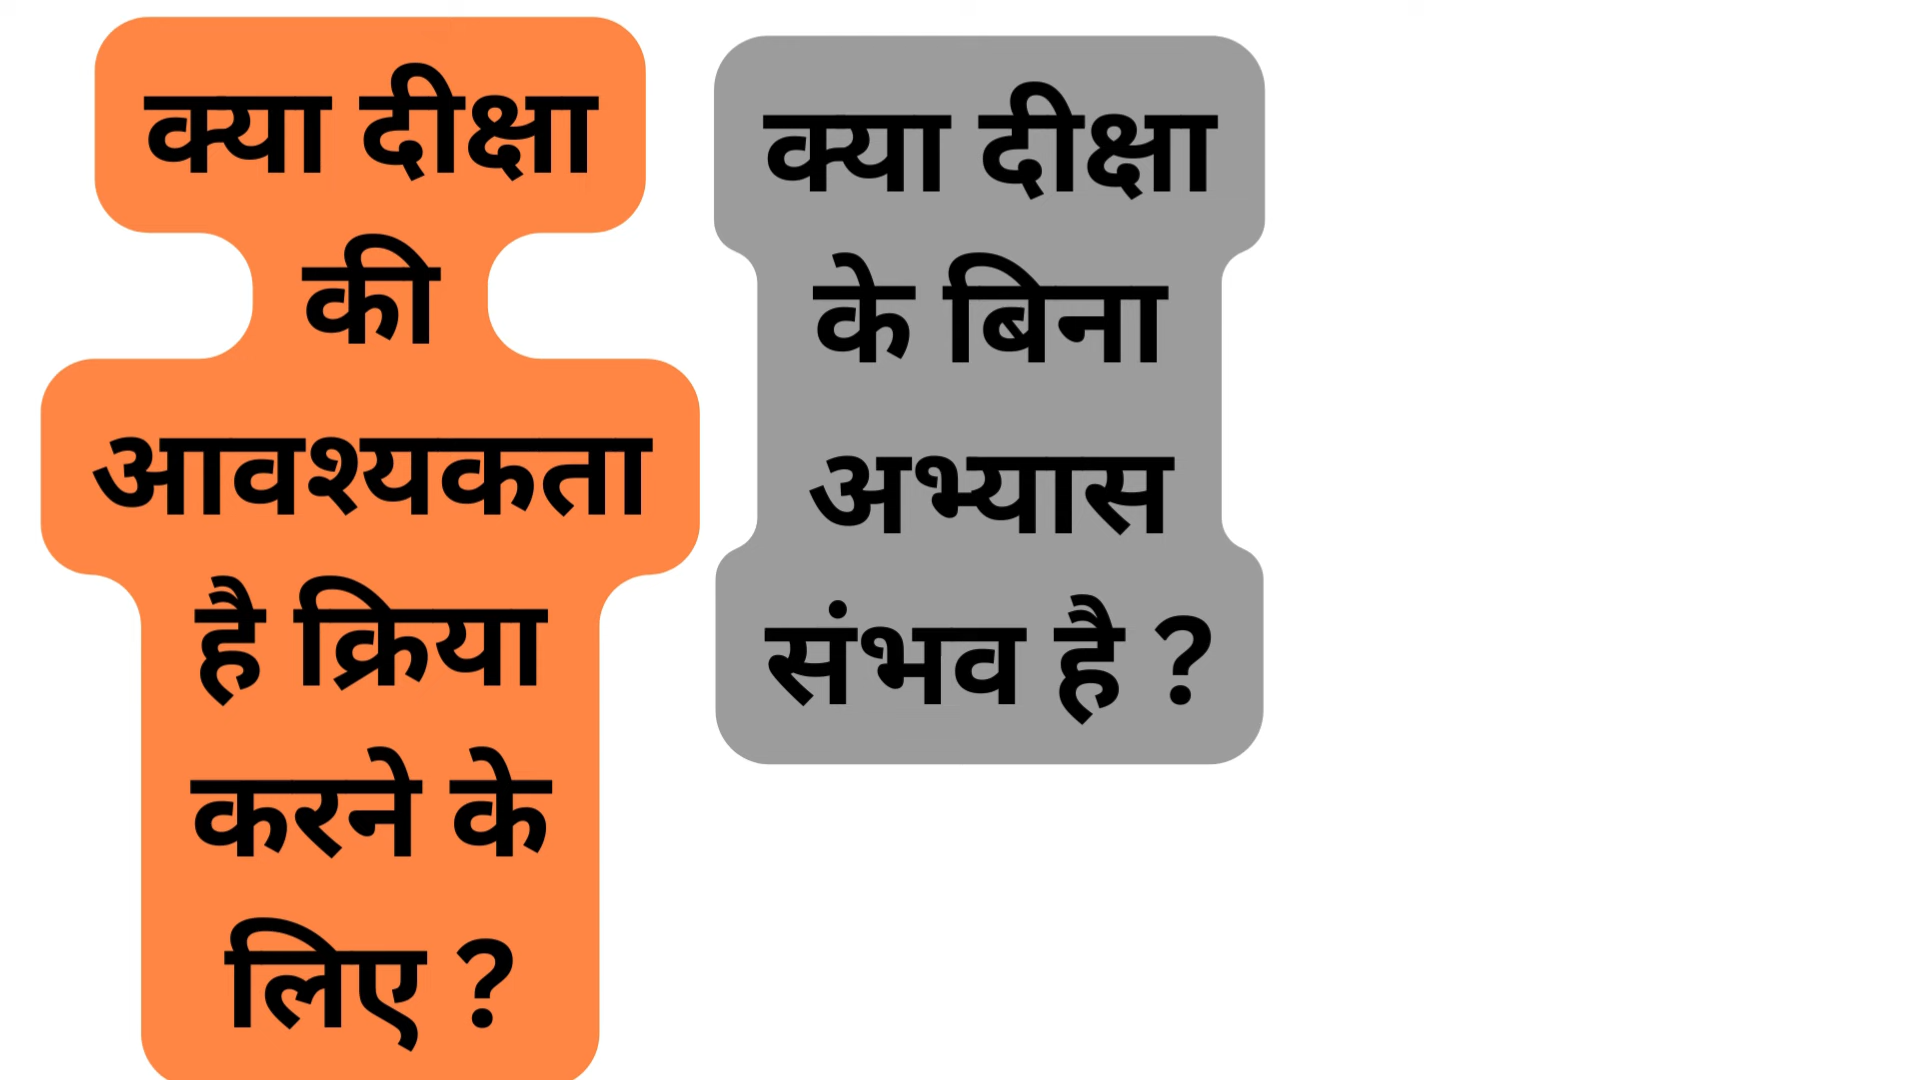 क्या दीक्षा
की
आवश्यकता
है क्रिया
करने के
लिए ?
क्या दीक्षा
के बिना
अभ्यास
संभव है ?